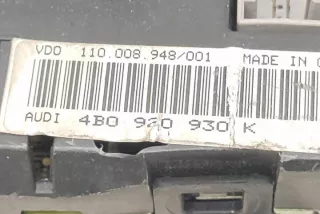 VDO 110.008.948/001 MADE IN
AUDI 4B0 920 930 K